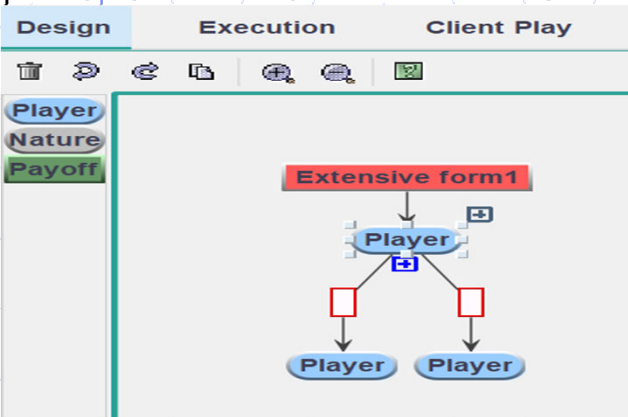 Design Execution Client Play
Player
Nature
Payoff
Extensive form1
Player
Player Player